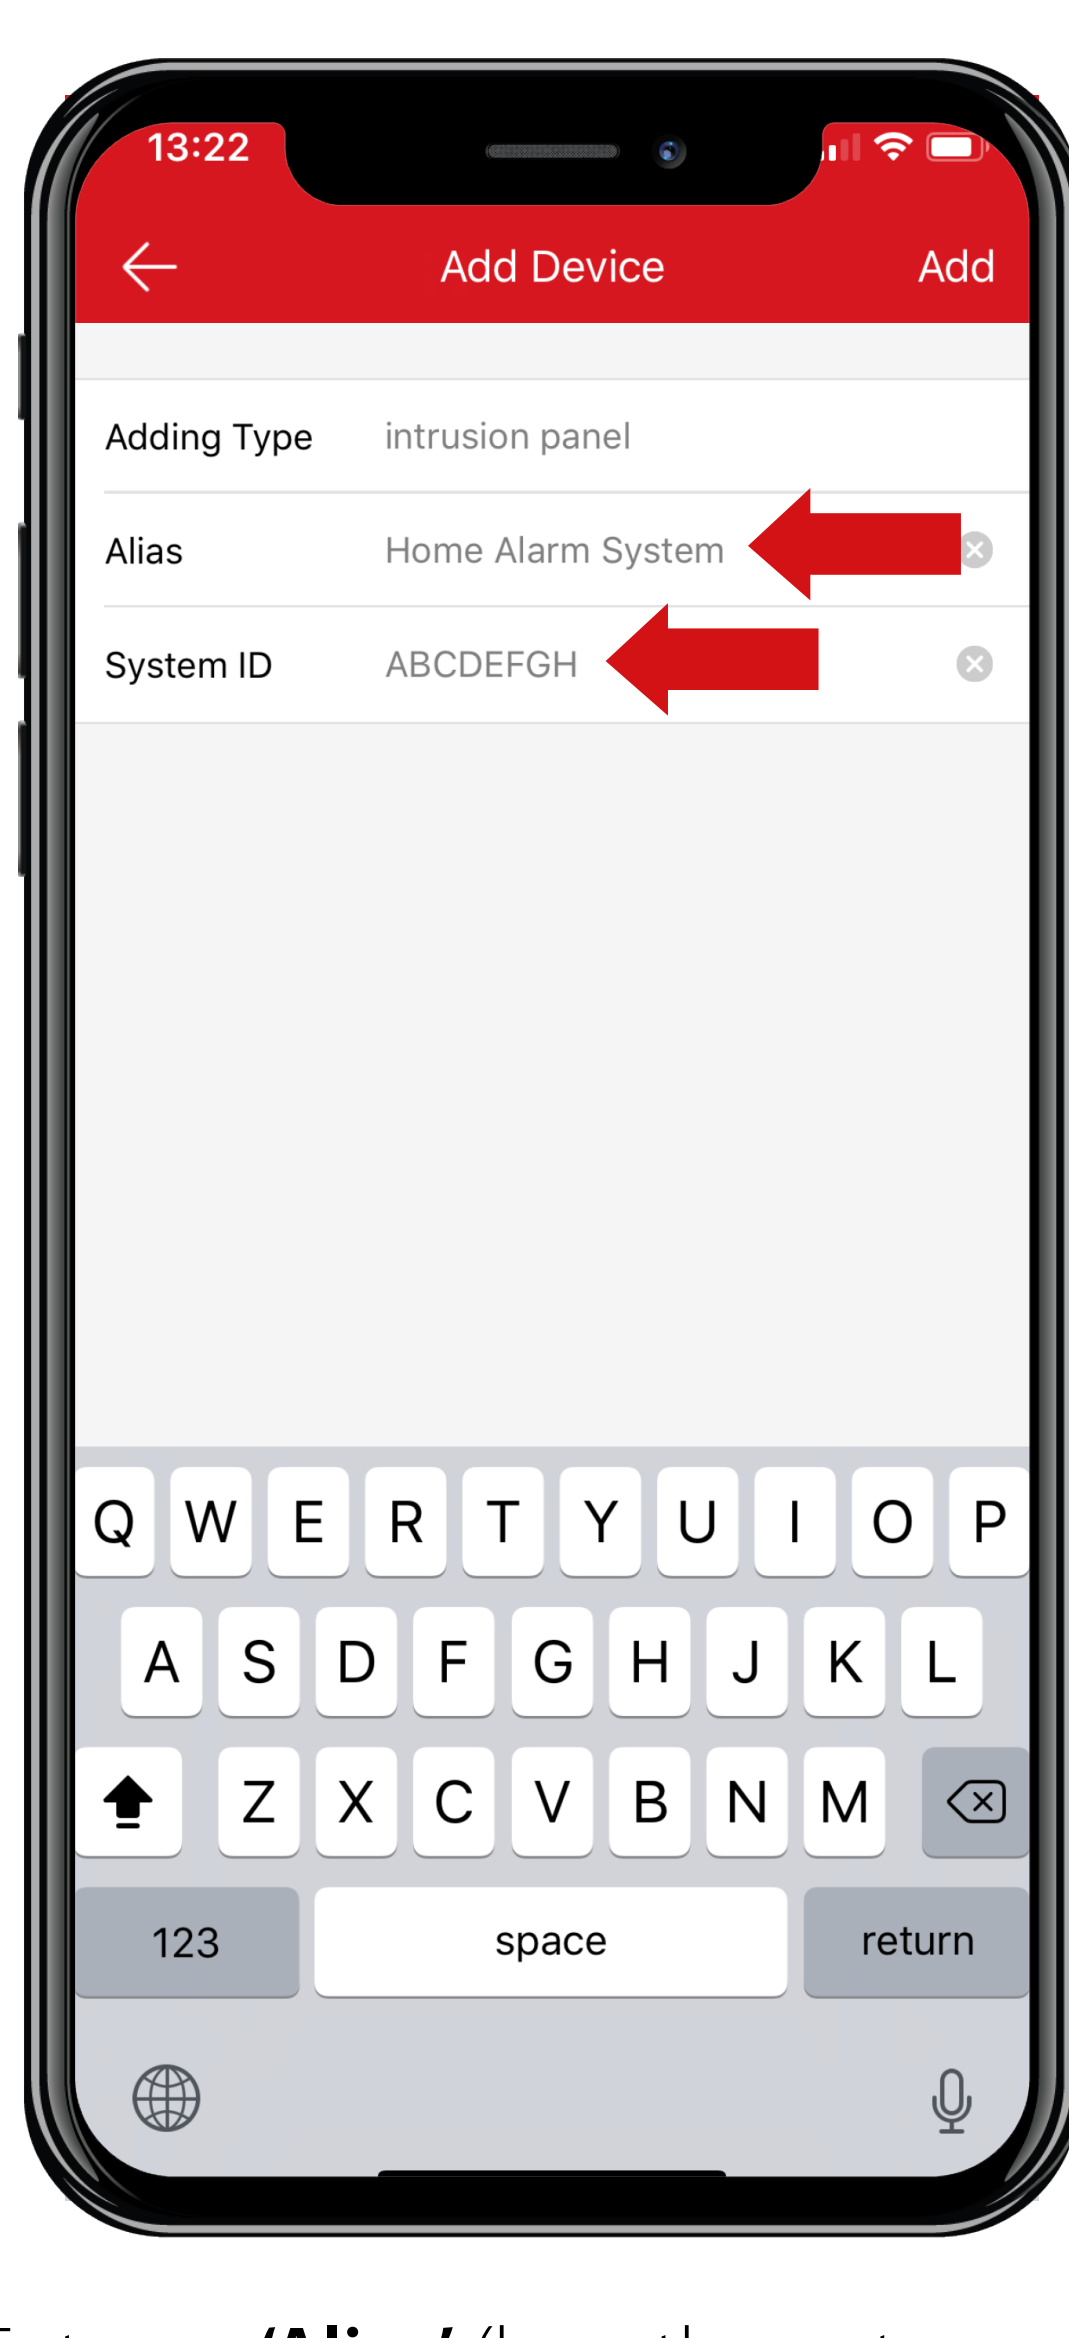 13:22
Add Device Add
Adding Type intrusion panel
Alias Home Alarm System
System ID ABCDEFGH
Q W E R T Y U I O P
A S D F G H J K L
Z X C V B N M
123 space return